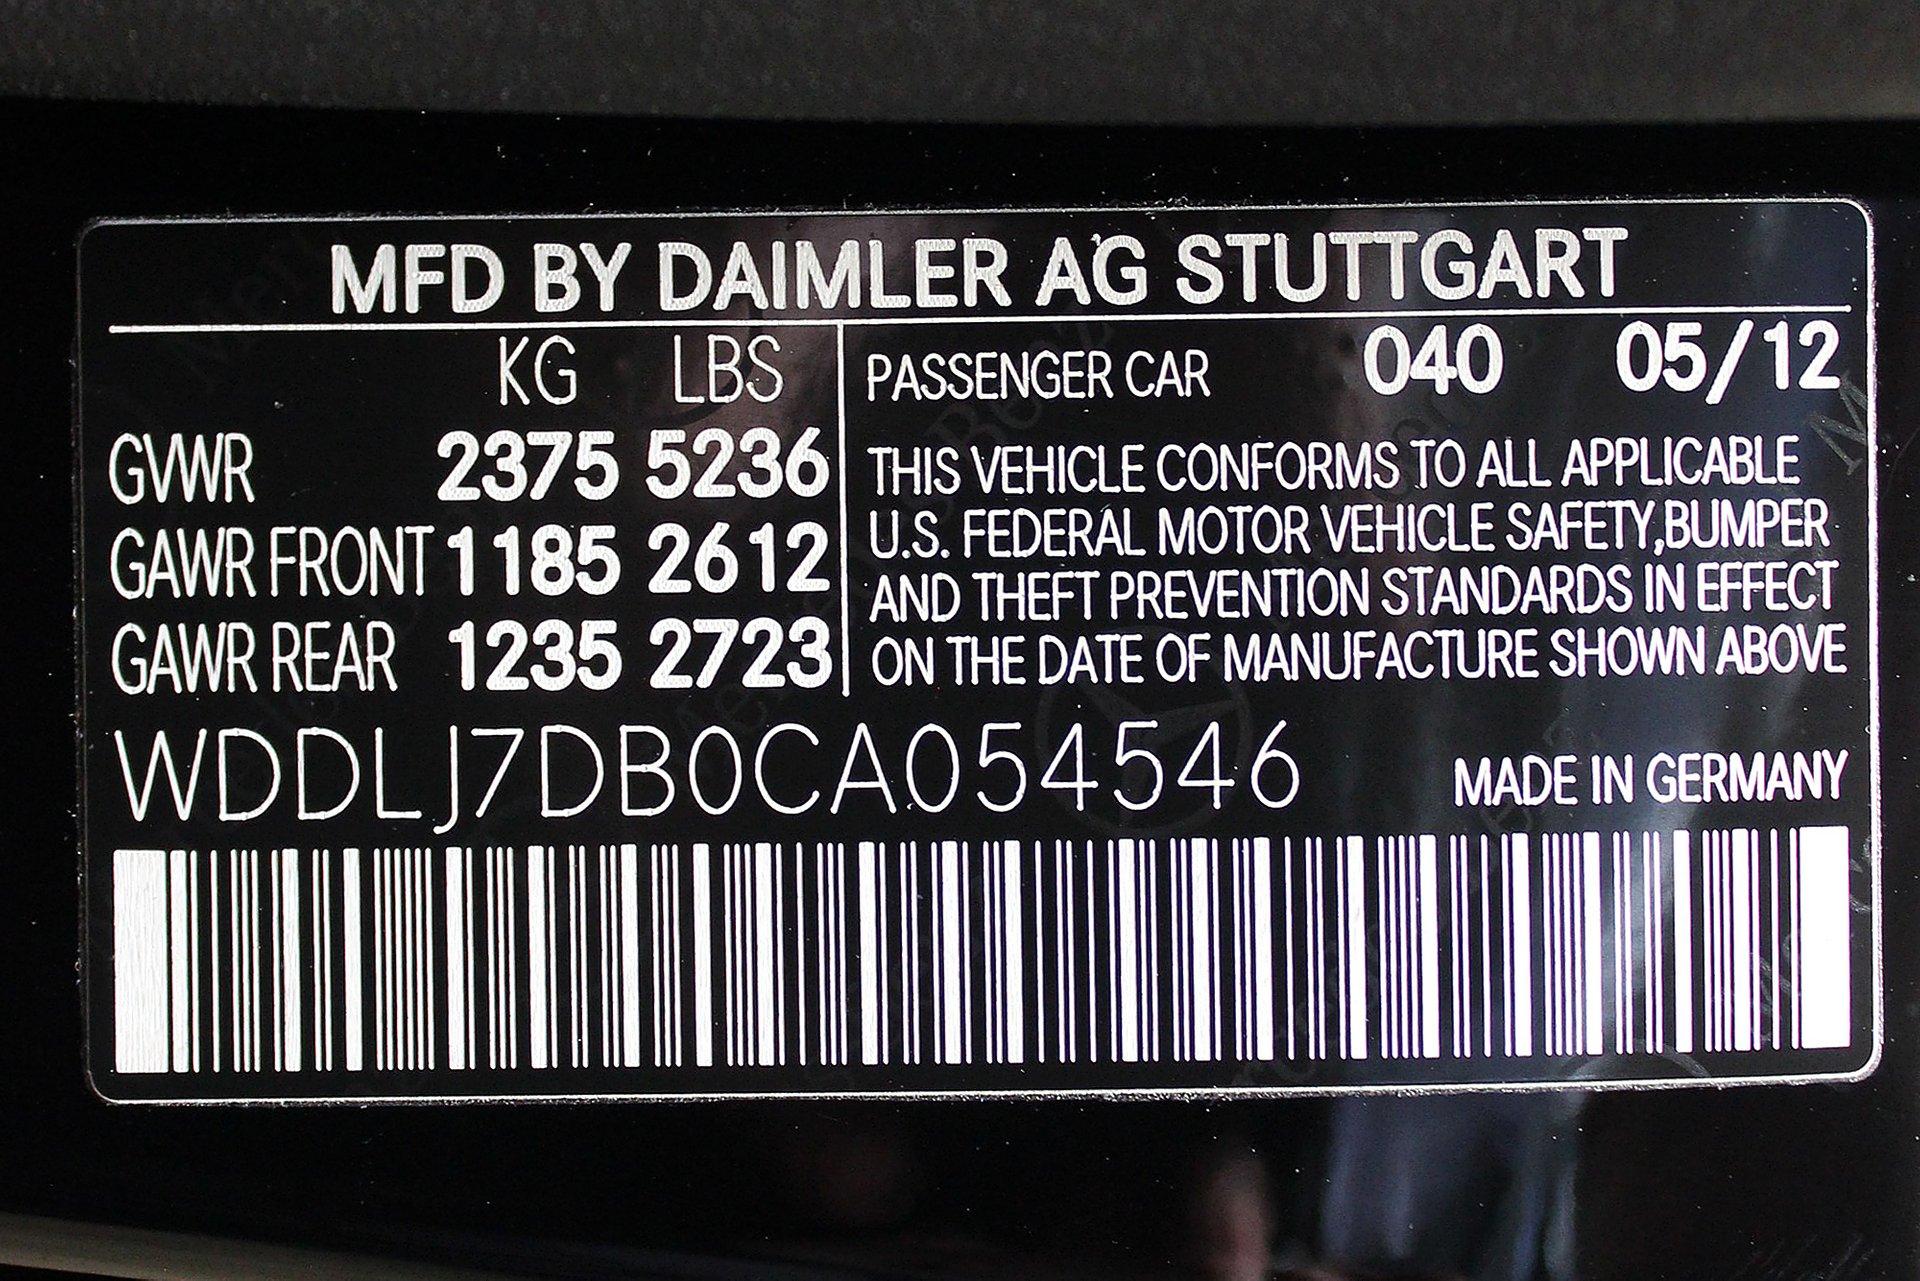 MFD BY DAIMLER AG STUTTGART
KG LBS
GVWR 2375 5236
GAWR FRONT 1185 2612
GAWR REAR 1235 2723
PASSENGER CAR 040 05/12
THIS VEHICLE CONFORMS TO ALL APPLICABLE
U.S. FEDERAL MOTOR VEHICLE SAFETY,BUMPER
AND THEFT PREVENTION STANDARDS IN EFFECT
ON THE DATE OF MANUFACTURE SHOWN ABOVE
WDDLJ7DB0CA054546
MADE IN GERMANY